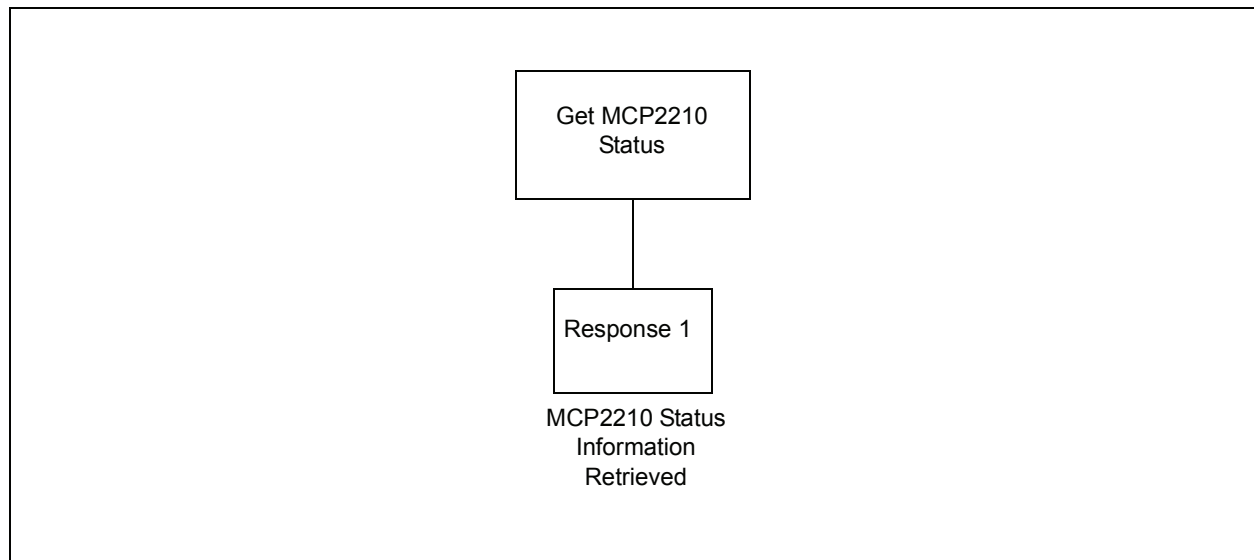 Get MCP2210
Status
Response 1
MCP2210 Status
Information
Retrieved